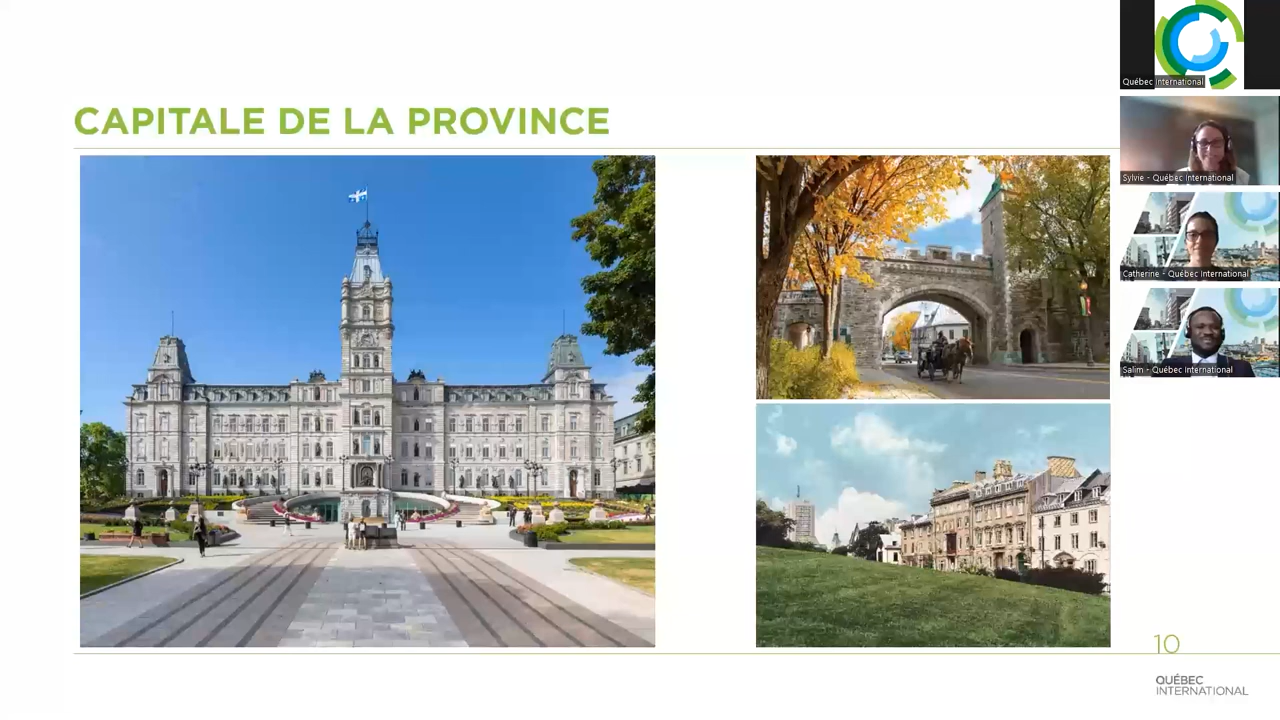 CAPITALE DE LA PROVINCE
Québec International
Sylvie - Québec International
Catherine - Québec International
Salim - Québec International
10
QUÉBEC
INTERNATIONAL